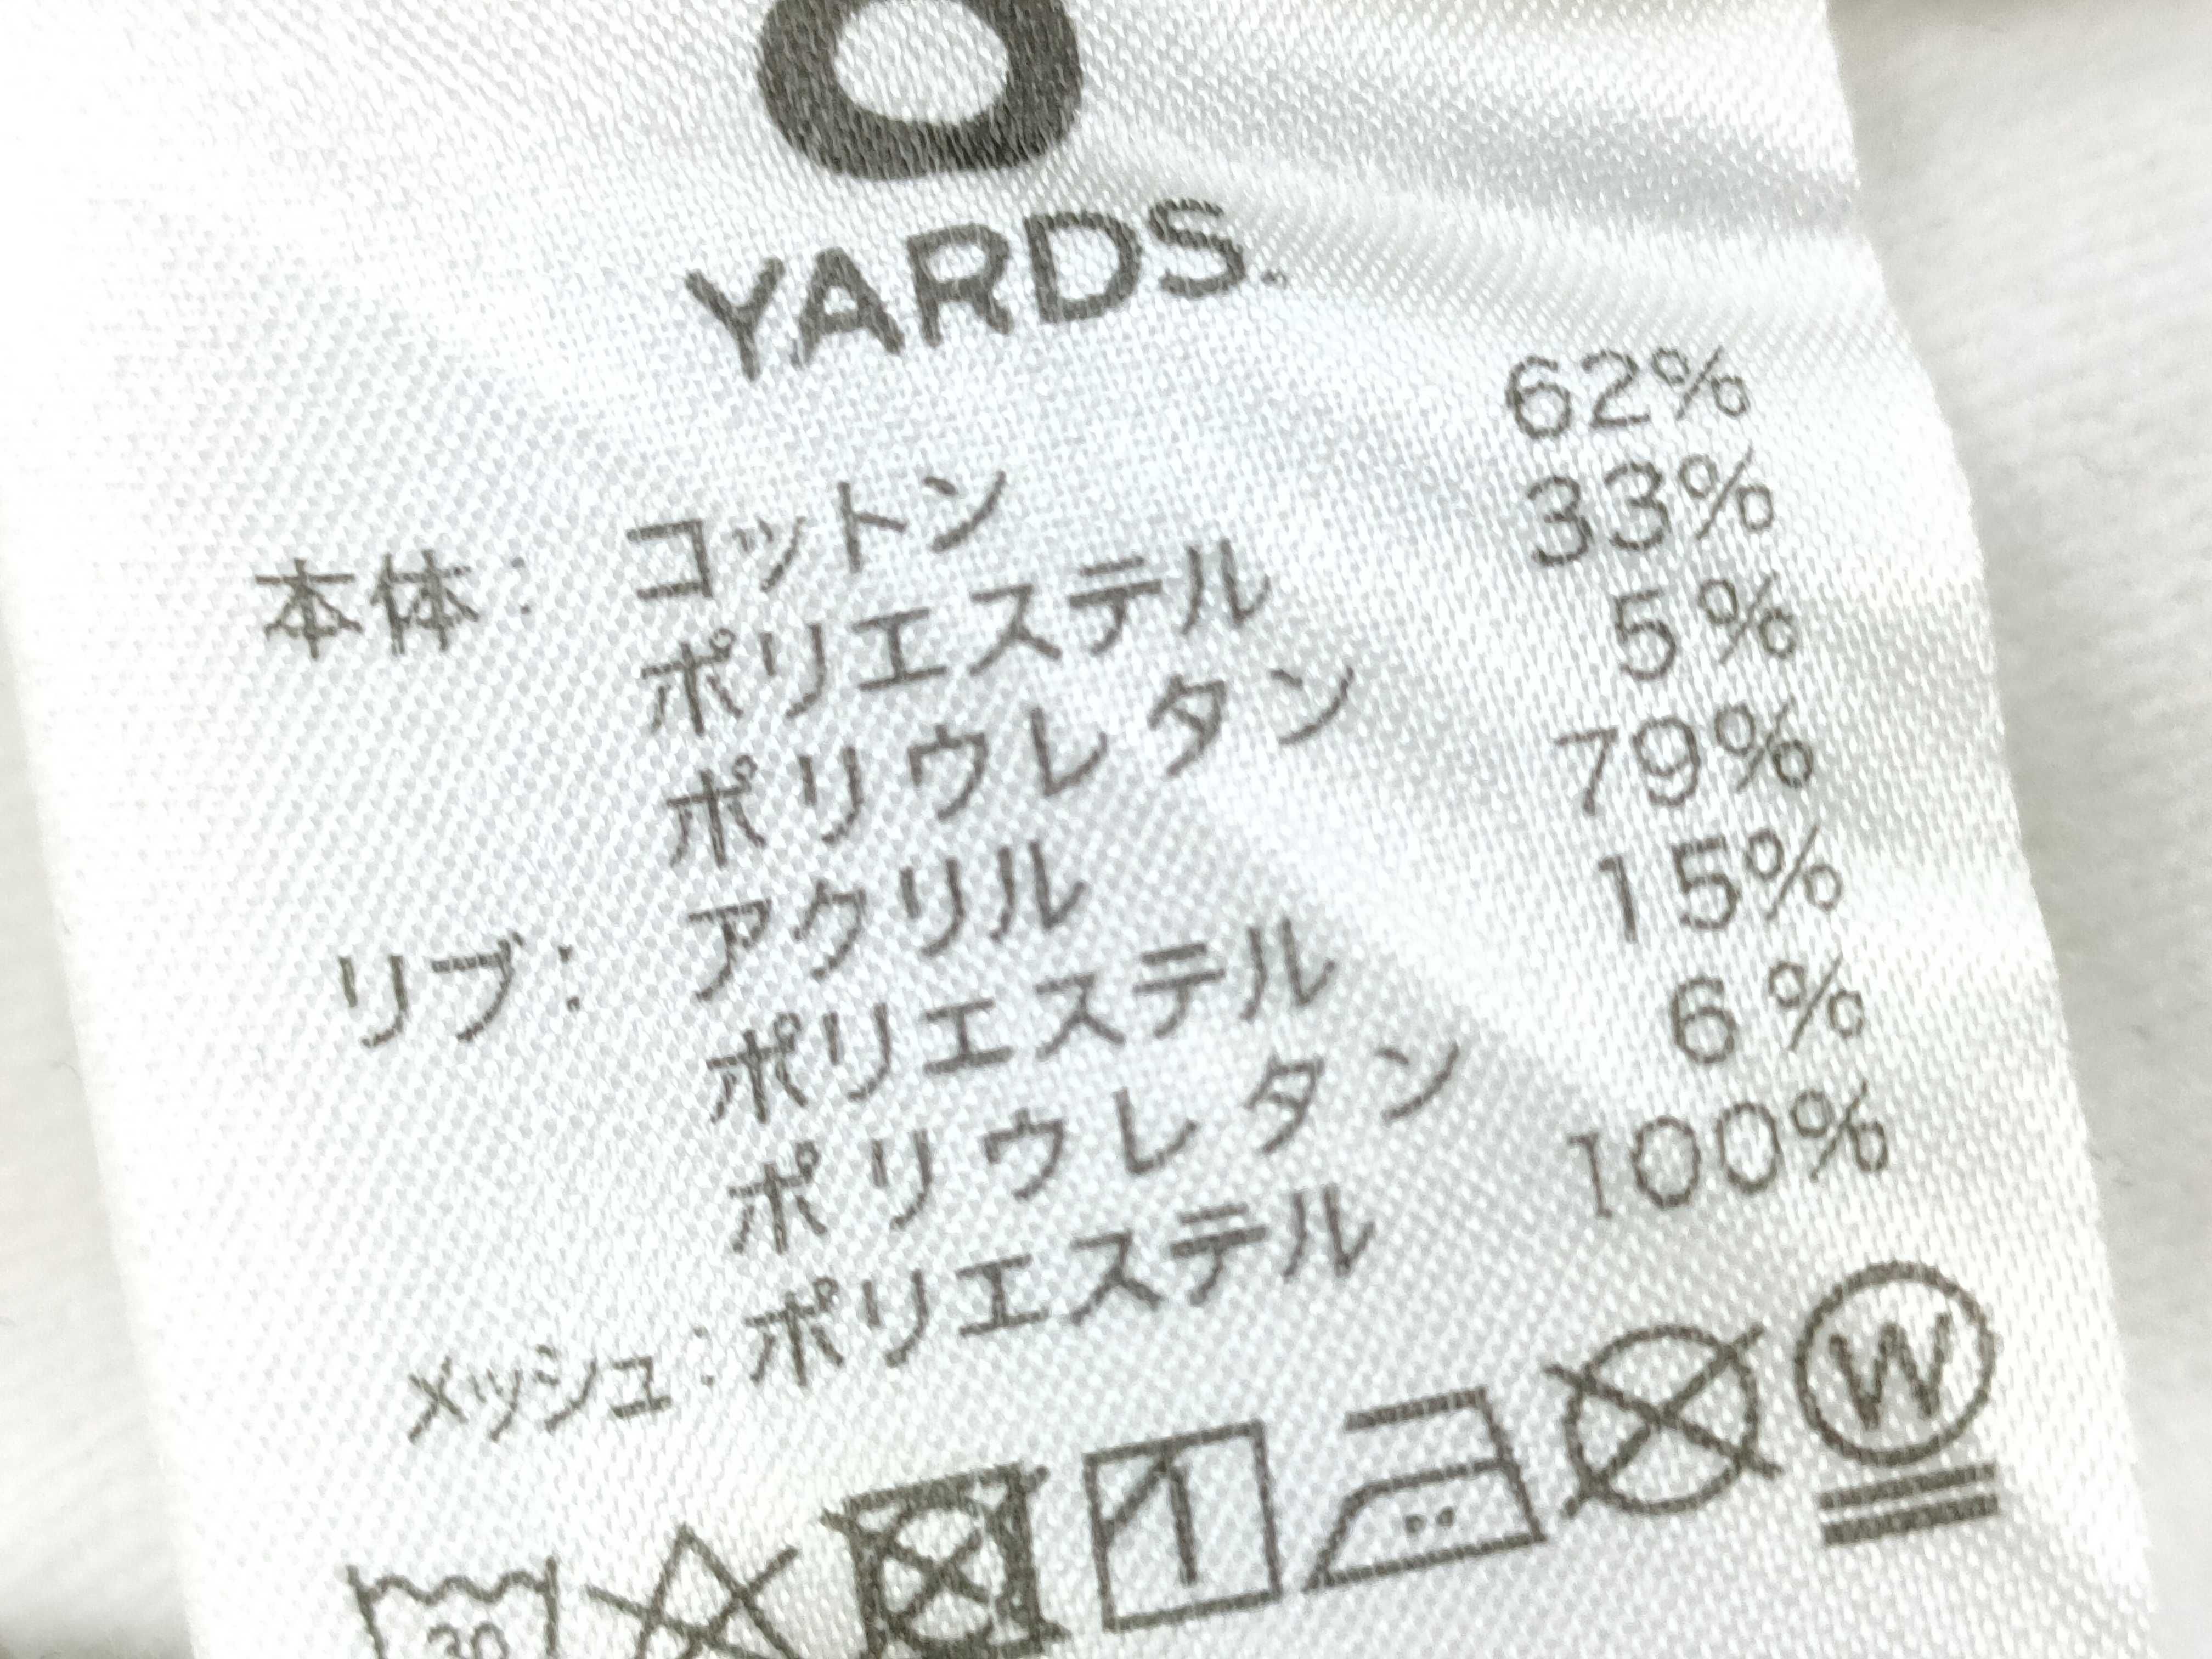 YARDS.
本体: コットン 62%
ポリエステル 33%
ポリウレタン 5%
リブ: アクリル 79%
ポリエステル 15%
ポリウレタン 6%
メッシュ: ポリエステル 100%
W
30